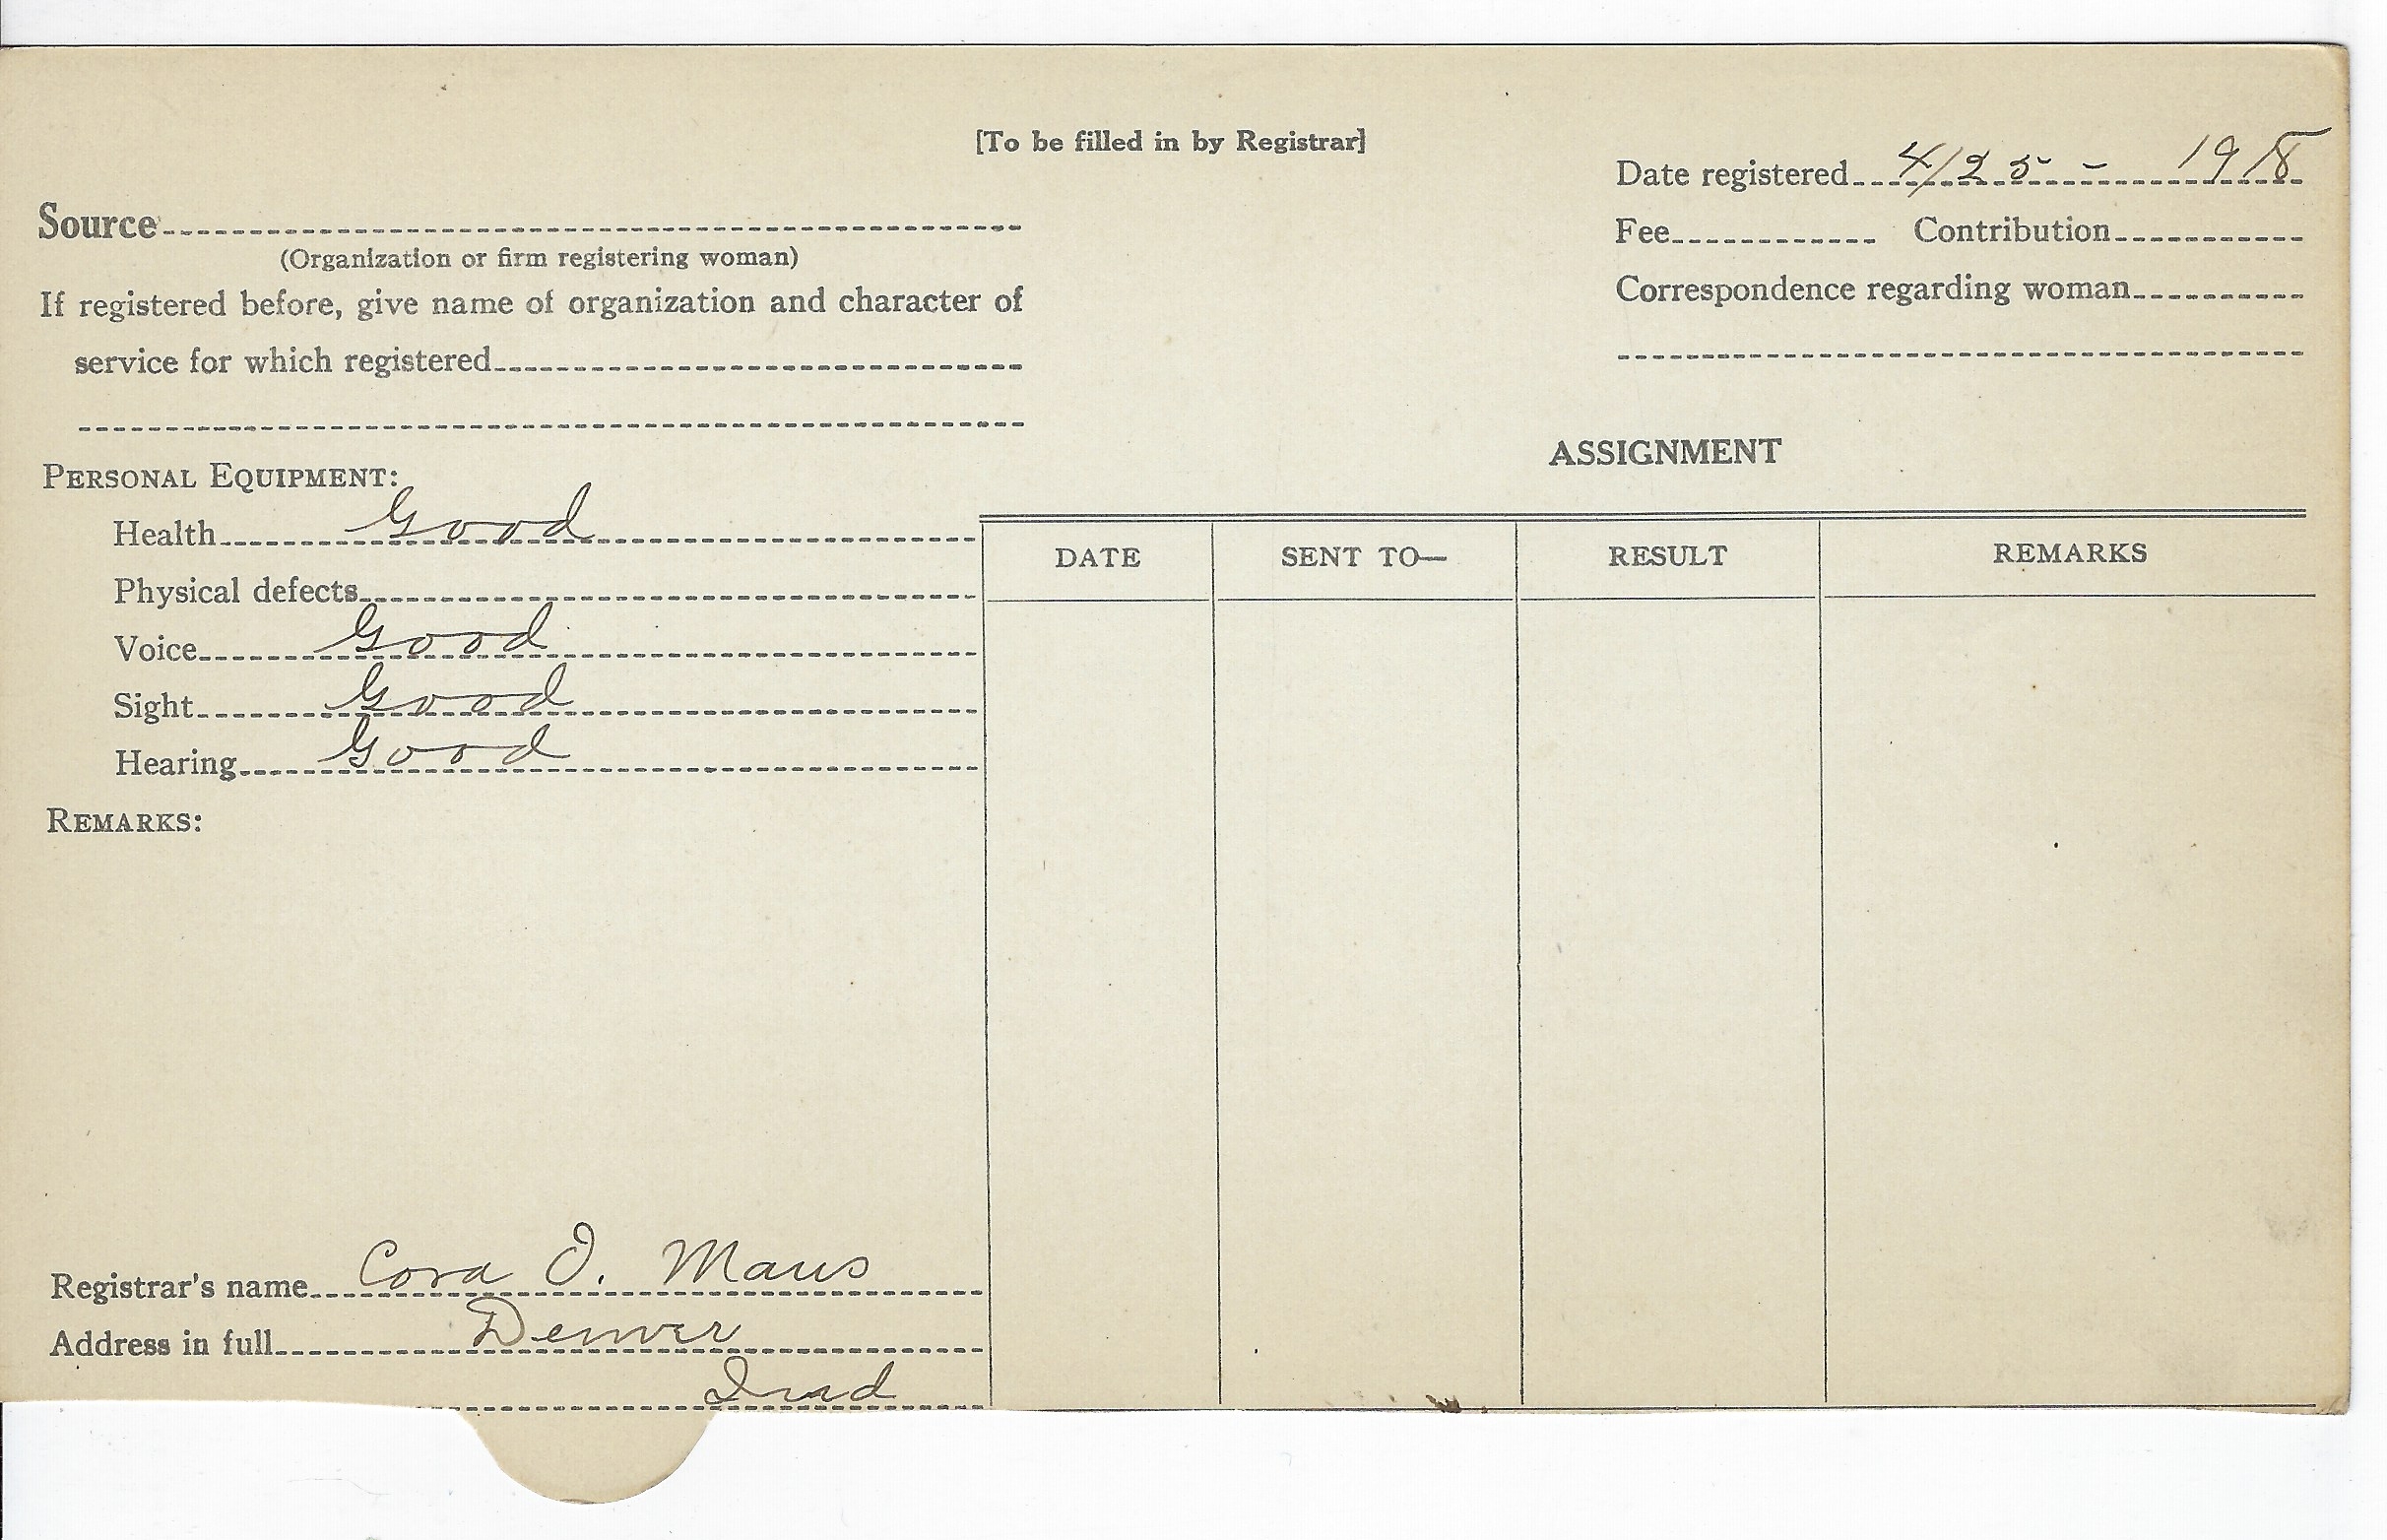 [To be filled in by Registrar]
Date registered 4/25 - 1918
Source
Fee Contribution
(Organization or firm registering woman)
Correspondence regarding woman
If registered before, give name of organization and character of
service for which registered
ASSIGNMENT
PERSONAL EQUIPMENT:
Health Good
Physical defects
Voice Good
Sight Good
Hearing Good
DATE SENT TO— RESULT REMARKS
REMARKS:
Registrar's name Cora O. Maus
Address in full Denver
Ind